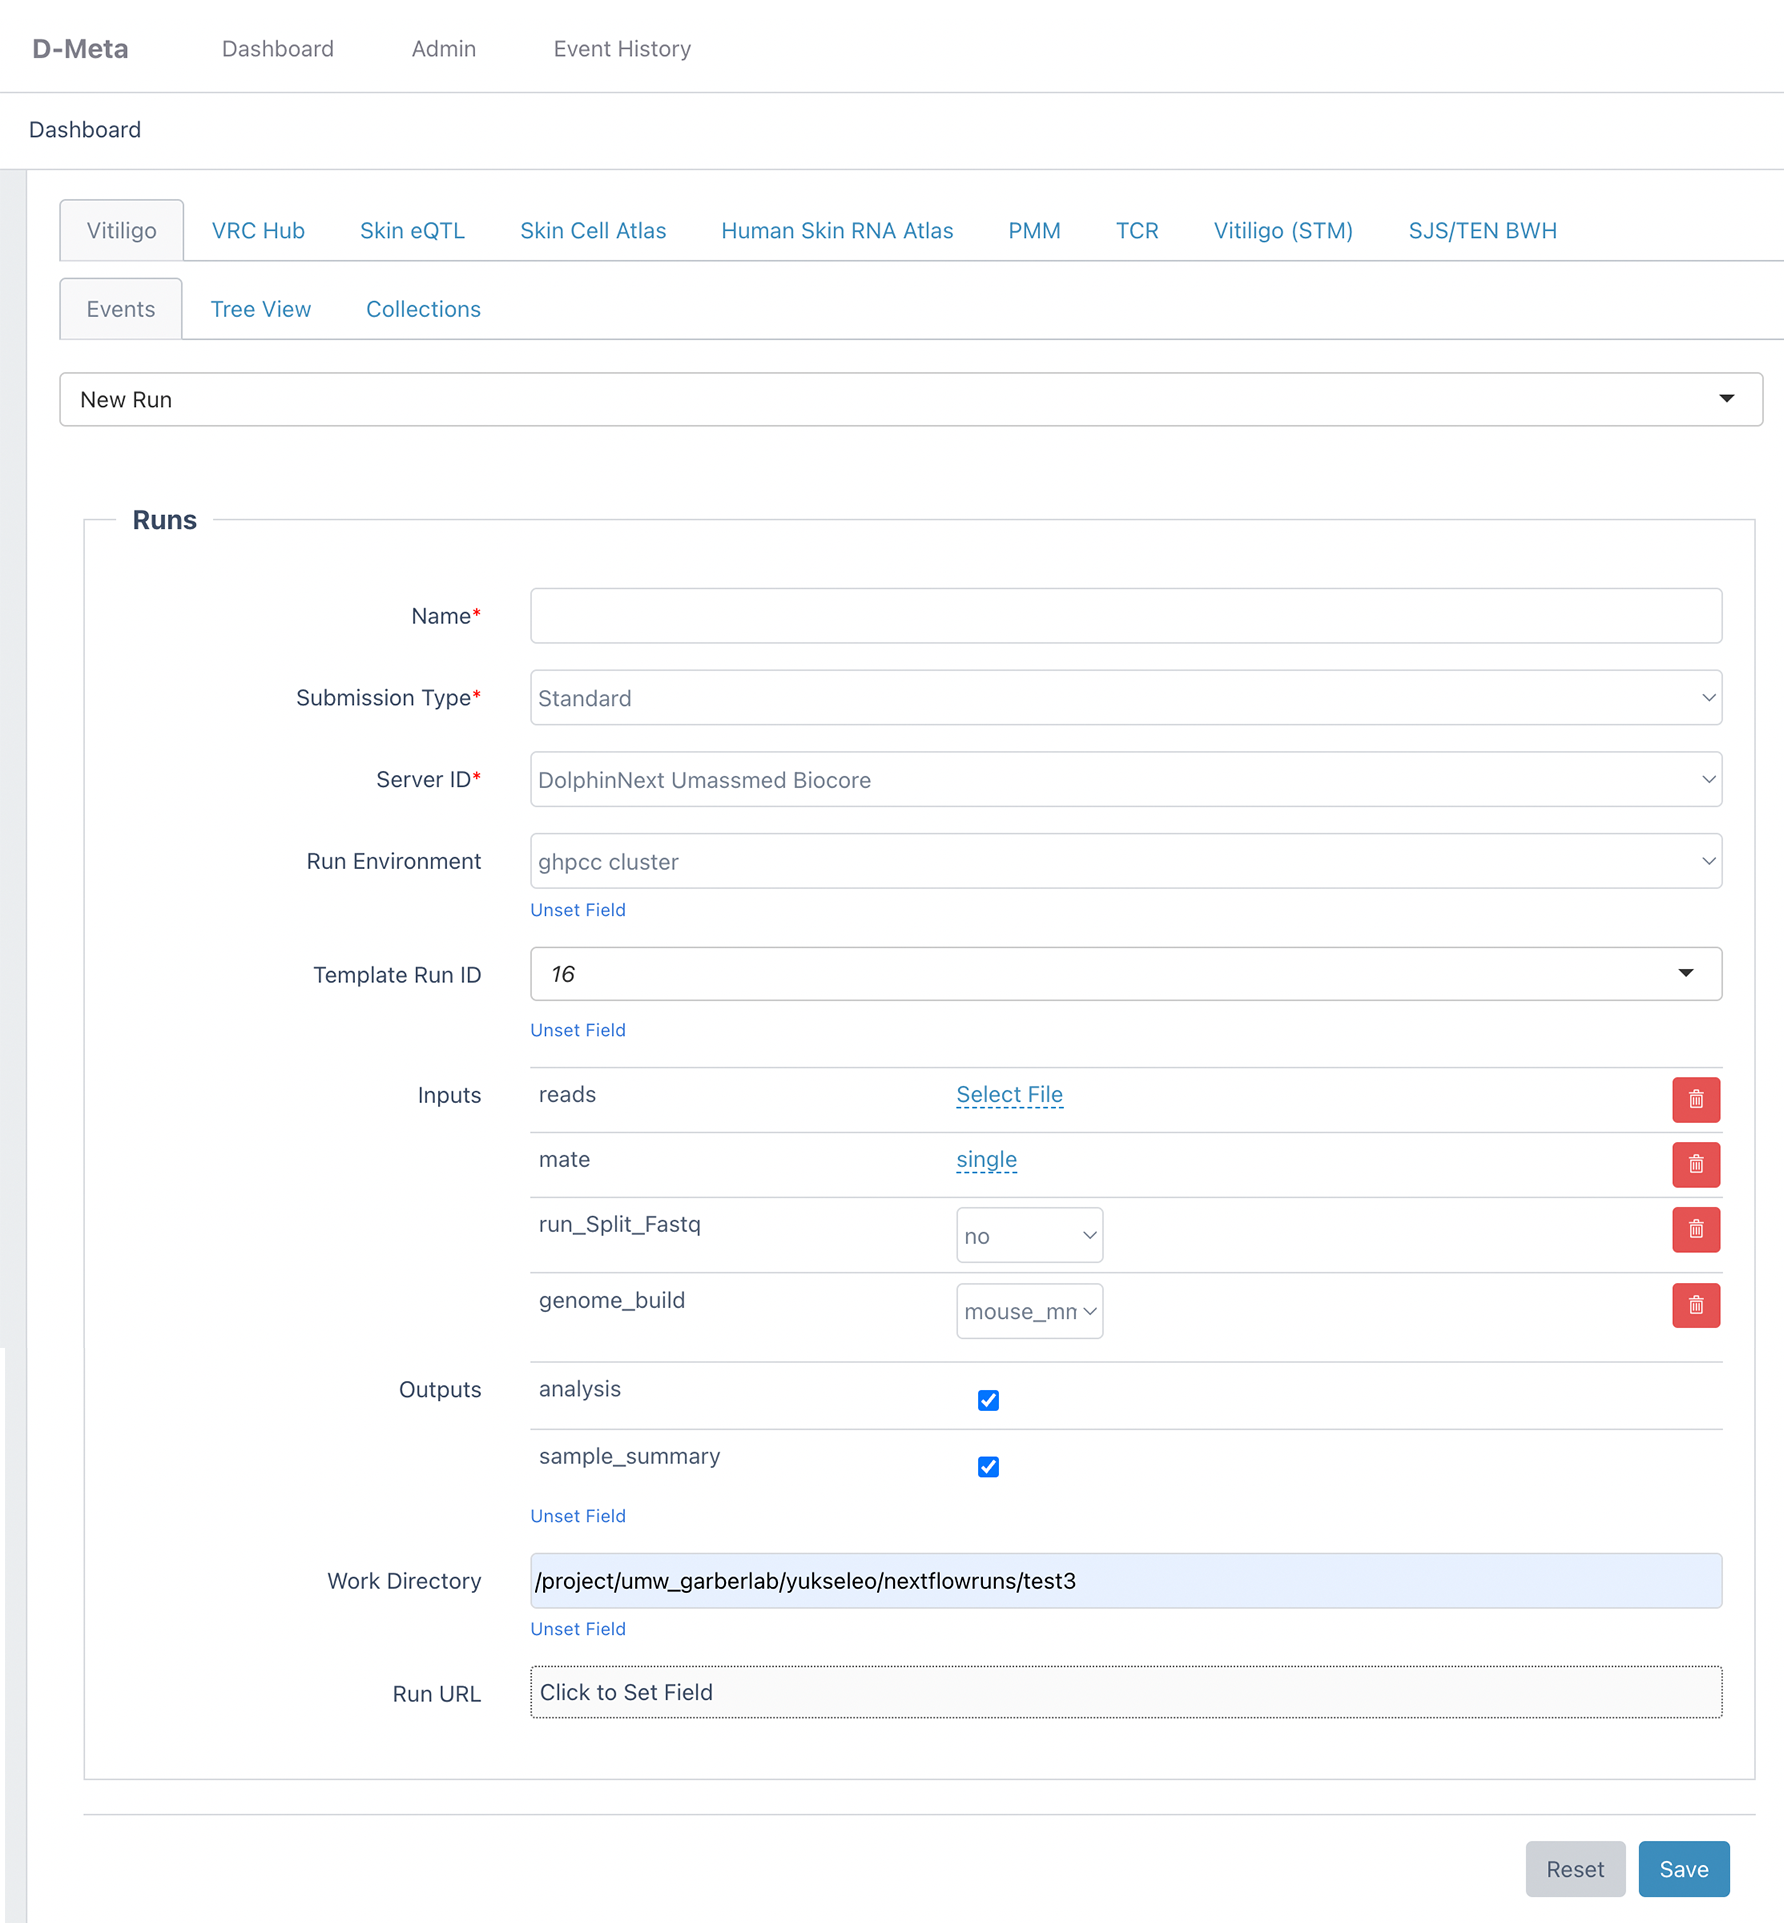 D-Meta Dashboard Admin Event History
Dashboard
Vitiligo VRC Hub Skin eQTL Skin Cell Atlas Human Skin RNA Atlas PMM TCR Vitiligo (STM) SJS/TEN BWH
Events Tree View Collections
New Run
Runs
Name*
Submission Type* Standard
Server ID* DolphinNext Umassmed Biocore
Run Environment ghpcc cluster
Unset Field
Template Run ID 16
Unset Field
Inputs reads Select File
mate single
run_Split_Fastq no
genome_build mouse_mm
Outputs analysis
sample_summary
Unset Field
Work Directory /project/umw_garberlab/yukseleo/nextflowruns/test3
Unset Field
Run URL Click to Set Field
Reset Save